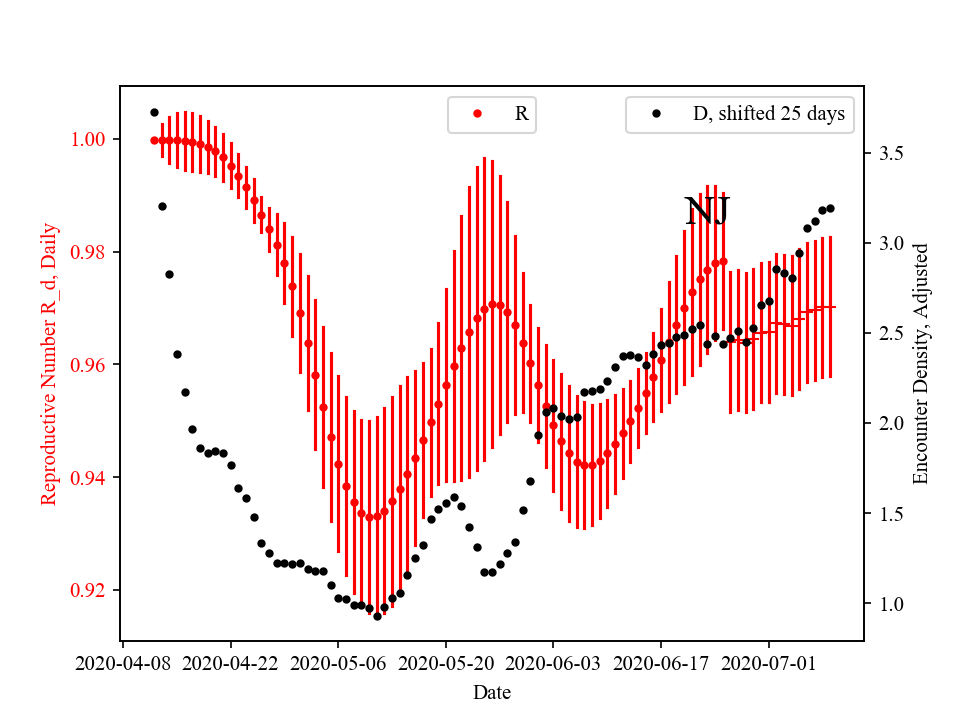 R
D, shifted 25 days
NJ
Reproductive Number R_d, Daily
1.00
0.98
0.96
0.94
0.92
3.5
3.0
2.5
2.0
1.5
1.0
Encounter Density, Adjusted
2020-04-08 2020-04-22 2020-05-06 2020-05-20 2020-06-03 2020-06-17 2020-07-01
Date